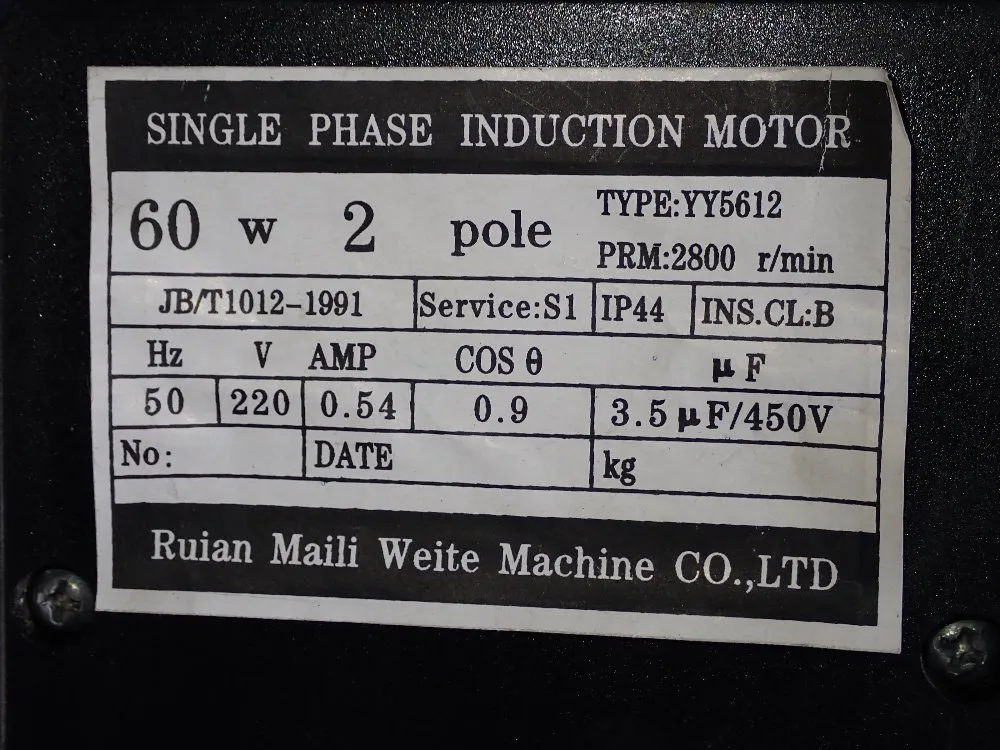 SINGLE PHASE INDUCTION MOTOR
60 w 2 pole
TYPE:YY5612
PRM:2800 r/min
JB/T1012-1991 Service:S1 IP44 INS.CL:B
Hz V AMP COS θ μF
50 220 0.54 0.9 3.5μF/450V
No: DATE kg
Ruian Maili Weite Machine CO.,LTD